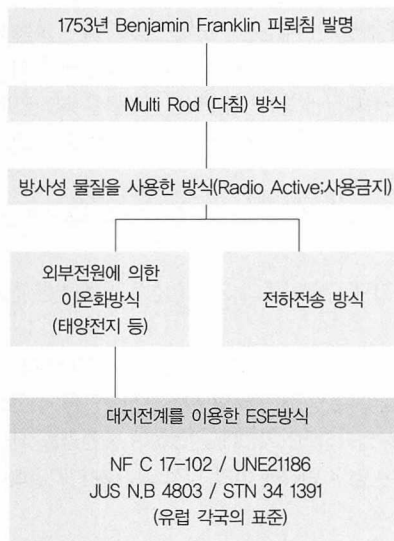 1753년 Benjamin Franklin 피뢰침 발명
Multi Rod (다침) 방식
방사성 물질을 사용한 방식(Radio Active;사용금지)
외부전원에 의한
이온화방식
(태양전지 등)
전하전송 방식
대지전계를 이용한 ESE방식
NF C 17-102 / UNE21186
JUS N.B 4803 / STN 34 1391
(유럽 각국의 표준)